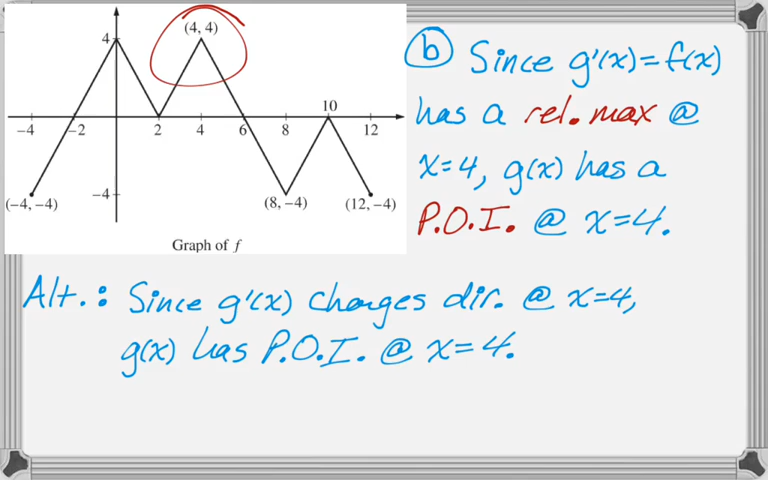 (4, 4)
4
10
−4 −2 2 4 6 8 12
−4
(−4, −4) (8, −4) (12, −4)
Graph of f
b Since g'(x)=f(x)
has a rel. max @
x=4, g(x) has a
P.O.I. @ x=4.
Alt.: Since g'(x) changes dir. @ x=4,
g(x) has P.O.I. @ x=4.